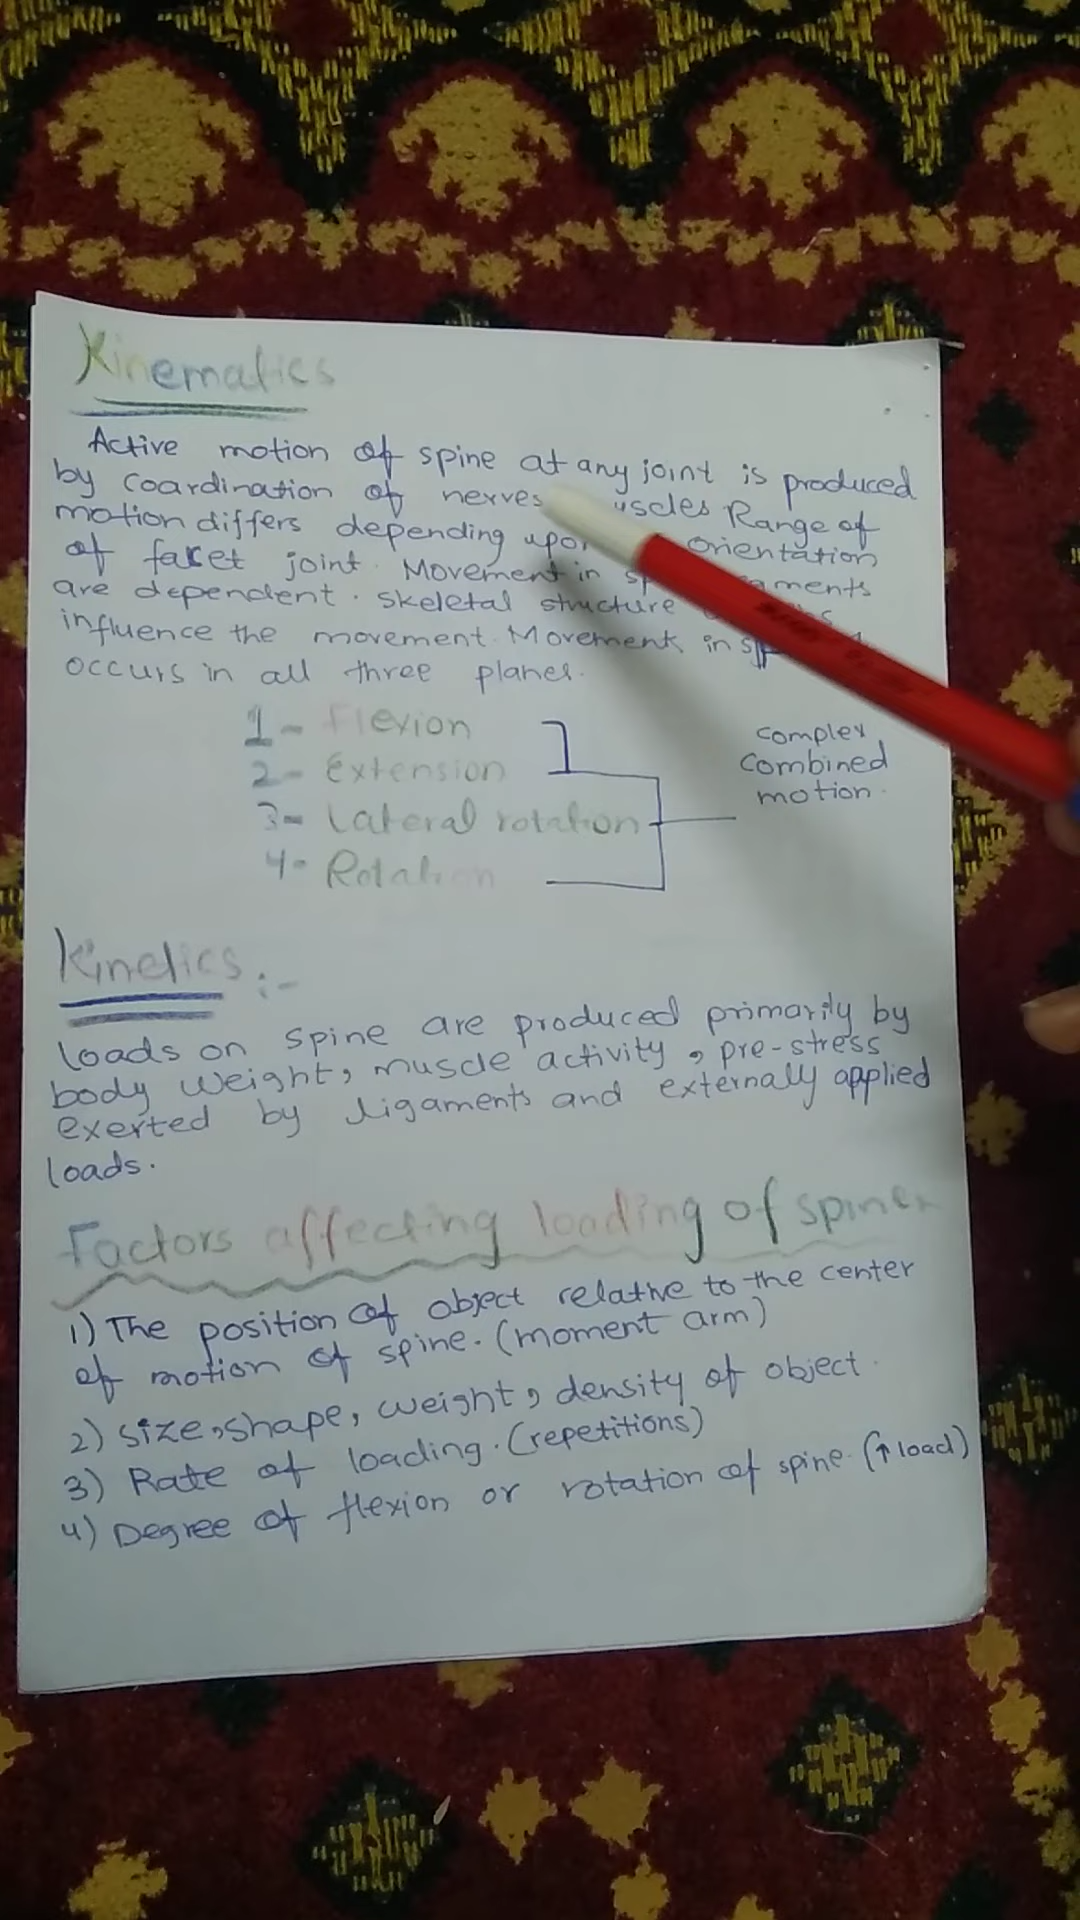 Kinematics
Active motion of spine at any joint is produced
by coardination of nerves uscles Range of
motion differs depending upon orientation
of facet joint. Movement in
are dependent. skeletal structure
influence the movement. Movements in
occurs in all three planes.
1- Flexion
2- Extension
3- Lateral rotation
4- Rotation
complex
combined
motion.
Kinetics :-
Loads on spine are produced primarily by
body weight, muscle activity, pre-stress
exerted by ligaments and externally applied
loads.
Factors affecting loading of spine
1) The position of object relative to the center
of motion of spine. (moment arm)
2) size, shape, weight, density of object.
3) Rate of loading. (repetitions)
4) Degree of flexion or rotation of spine. (↑ load)